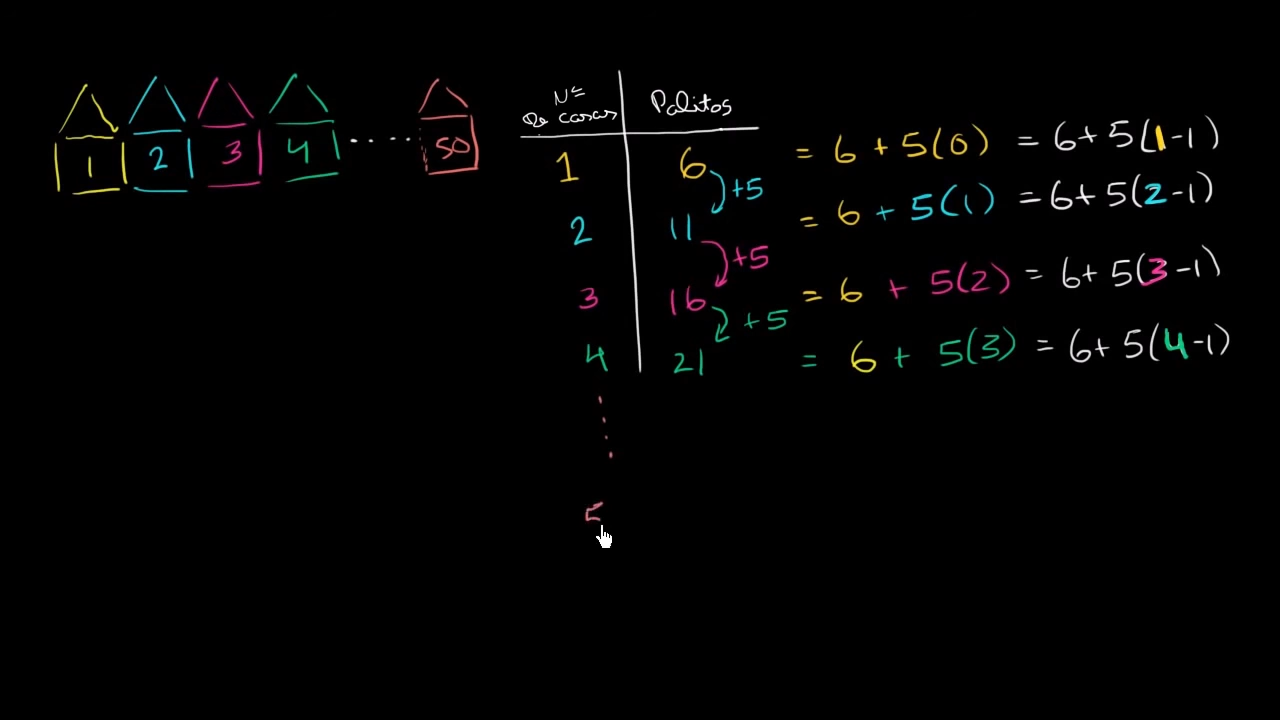 1 2 3 4 .... 50
Nº de casas Palitos
1 6 = 6 + 5(0) = 6+5(1-1)
+5
2 11 = 6 + 5(1) = 6+5(2-1)
+5
3 16 = 6 + 5(2) = 6+5(3-1)
+5
4 21 = 6 + 5(3) = 6+5(4-1)
5